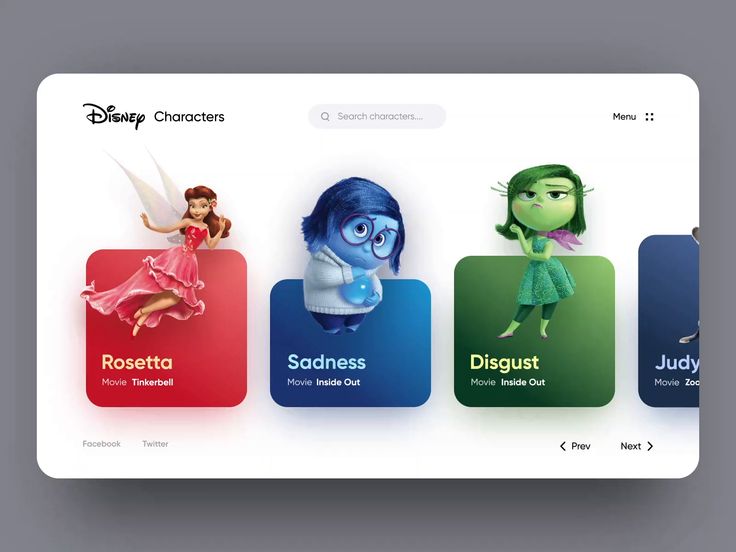 Disney Characters
Search characters....
Menu
Rosetta
Movie Tinkerbell
Sadness
Movie Inside Out
Disgust
Movie Inside Out
Judy
Movie Zoo
Facebook
Twitter
Prev
Next